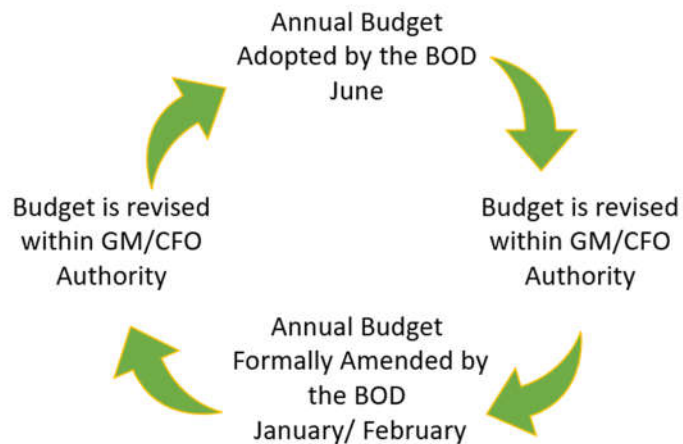 Annual Budget
Adopted by the BOD
June
Budget is revised
within GM/CFO
Authority
Annual Budget
Formally Amended by
the BOD
January/ February
Budget is revised
within GM/CFO
Authority